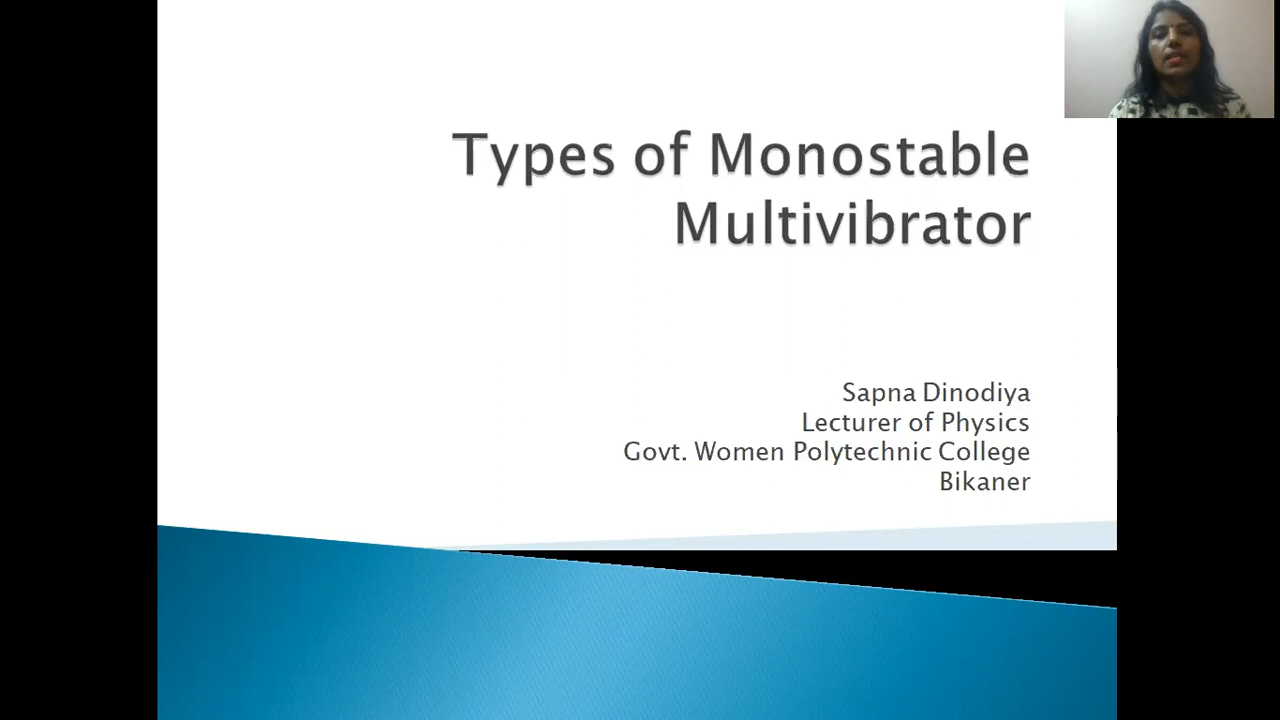 Types of Monostable
Multivibrator
Sapna Dinodiya
Lecturer of Physics
Govt. Women Polytechnic College
Bikaner